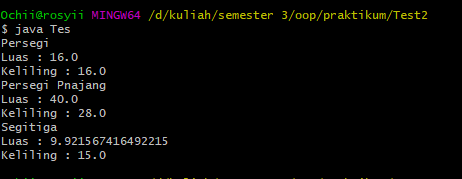 Ochii@rosyii MINGW64 /d/kuliah/semester 3/oop/praktikum/Test2
$ java Tes
Persegi
Luas : 16.0
Keliling : 16.0
Persegi Pnajang
Luas : 40.0
Keliling : 28.0
Segitiga
Luas : 9.921567416492215
Keliling : 15.0